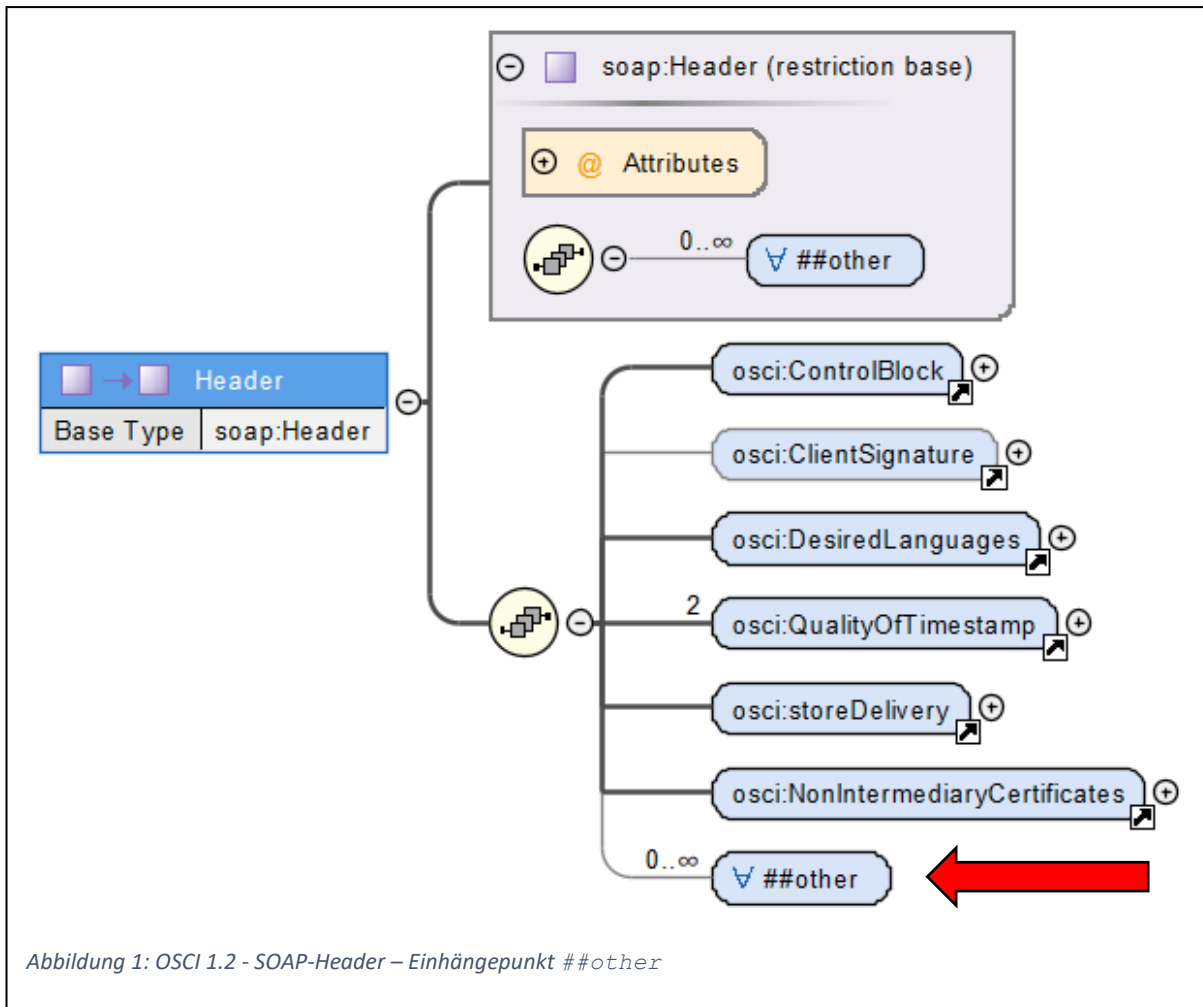 soap:Header (restriction base)
@ Attributes
0..∞
∀ ##other
Header
Base Type soap:Header
osci:ControlBlock
osci:ClientSignature
osci:DesiredLanguages
2
osci:QualityOfTimestamp
osci:storeDelivery
osci:NonIntermediaryCertificates
0..∞
∀ ##other
Abbildung 1: OSCI 1.2 - SOAP-Header – Einhängepunkt ##other